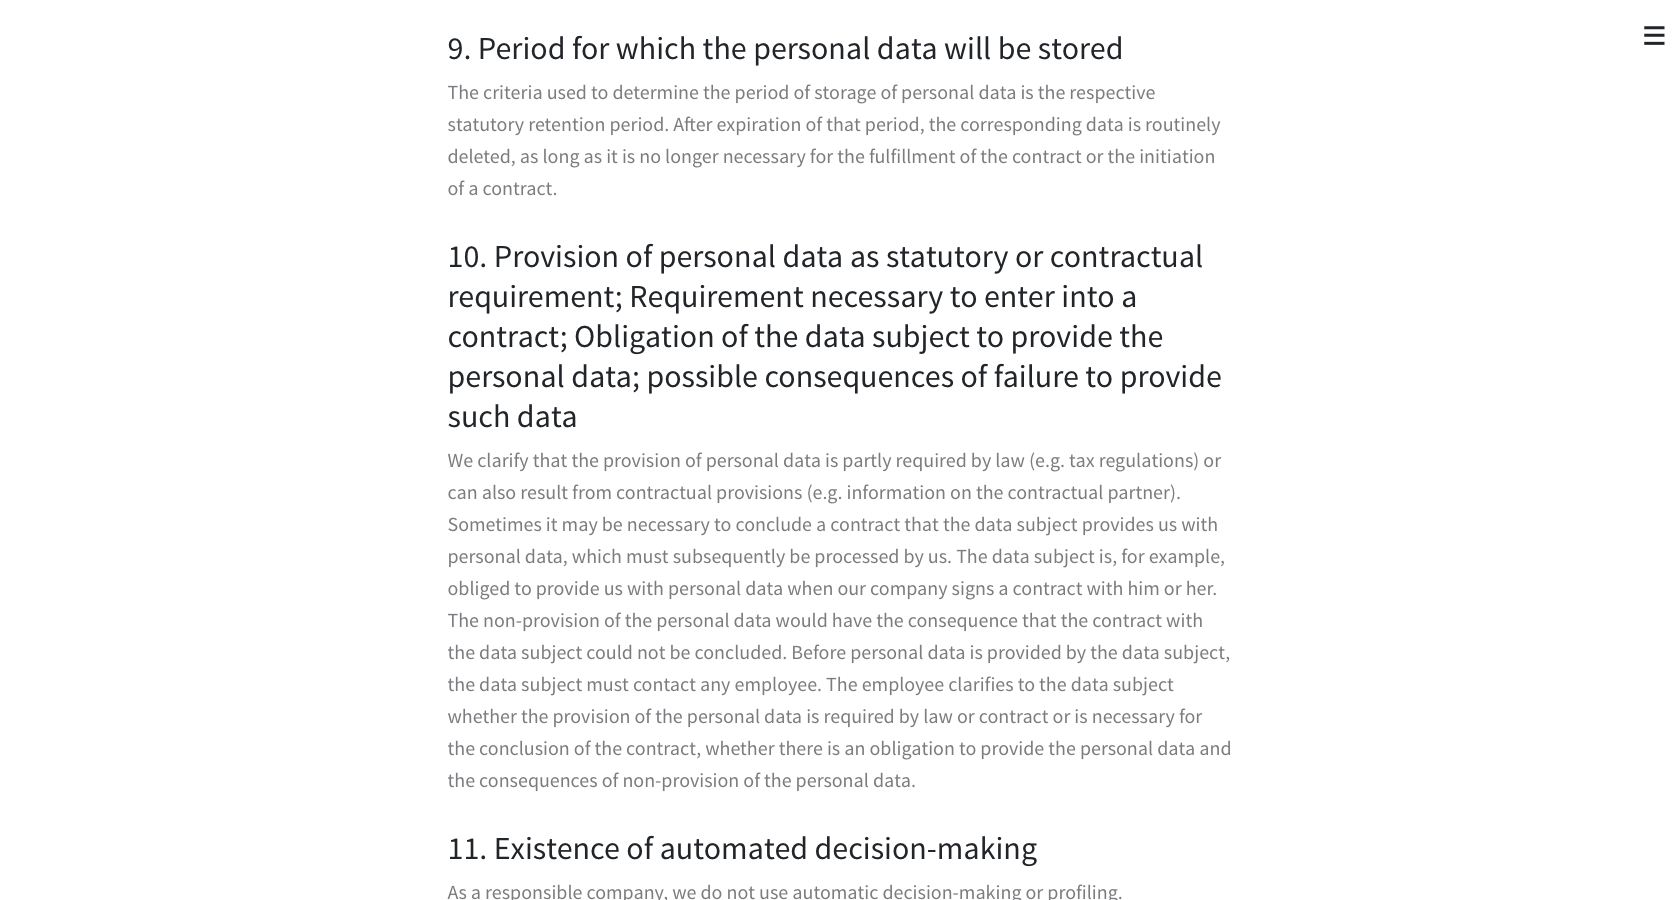 9. Period for which the personal data will be stored
The criteria used to determine the period of storage of personal data is the respective
statutory retention period. After expiration of that period, the corresponding data is routinely
deleted, as long as it is no longer necessary for the fulfillment of the contract or the initiation
of a contract.
10. Provision of personal data as statutory or contractual
requirement; Requirement necessary to enter into a
contract; Obligation of the data subject to provide the
personal data; possible consequences of failure to provide
such data
We clarify that the provision of personal data is partly required by law (e.g. tax regulations) or
can also result from contractual provisions (e.g. information on the contractual partner).
Sometimes it may be necessary to conclude a contract that the data subject provides us with
personal data, which must subsequently be processed by us. The data subject is, for example,
obliged to provide us with personal data when our company signs a contract with him or her.
The non-provision of the personal data would have the consequence that the contract with
the data subject could not be concluded. Before personal data is provided by the data subject,
the data subject must contact any employee. The employee clarifies to the data subject
whether the provision of the personal data is required by law or contract or is necessary for
the conclusion of the contract, whether there is an obligation to provide the personal data and
the consequences of non-provision of the personal data.
11. Existence of automated decision-making
As a responsible company, we do not use automatic decision-making or profiling.